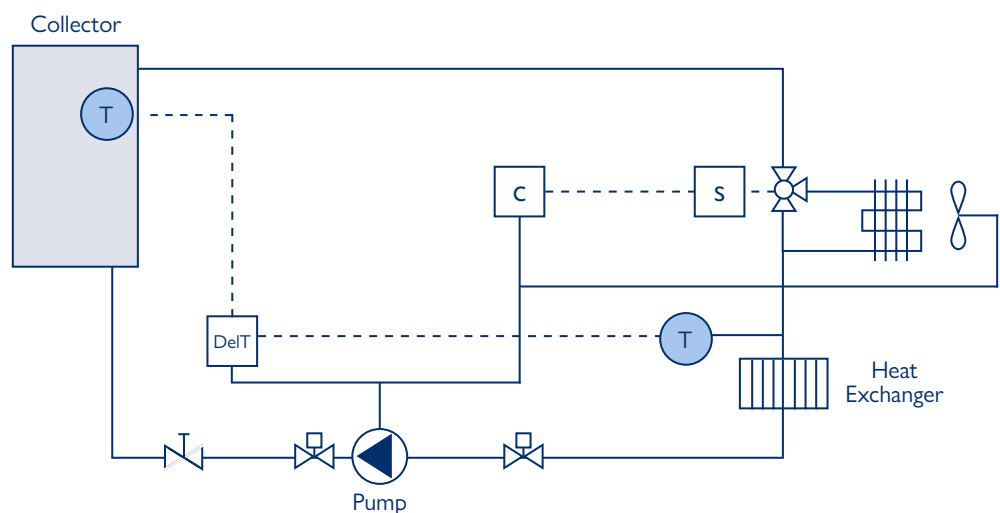 Collector
T
C
S
DelT
T
Heat
Exchanger
Pump